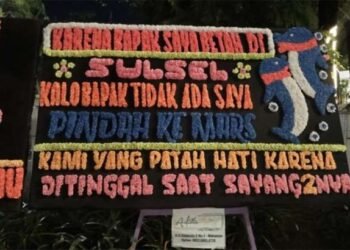 KARENA BAPAK SAYA BETAH DI
SULSEL
KALO BAPAK TIDAK ADA SAYA
PINDAH KE MARS
KAMI YANG PATAH HATI KARENA
DITINGGAL SAAT SAYANG2NYA